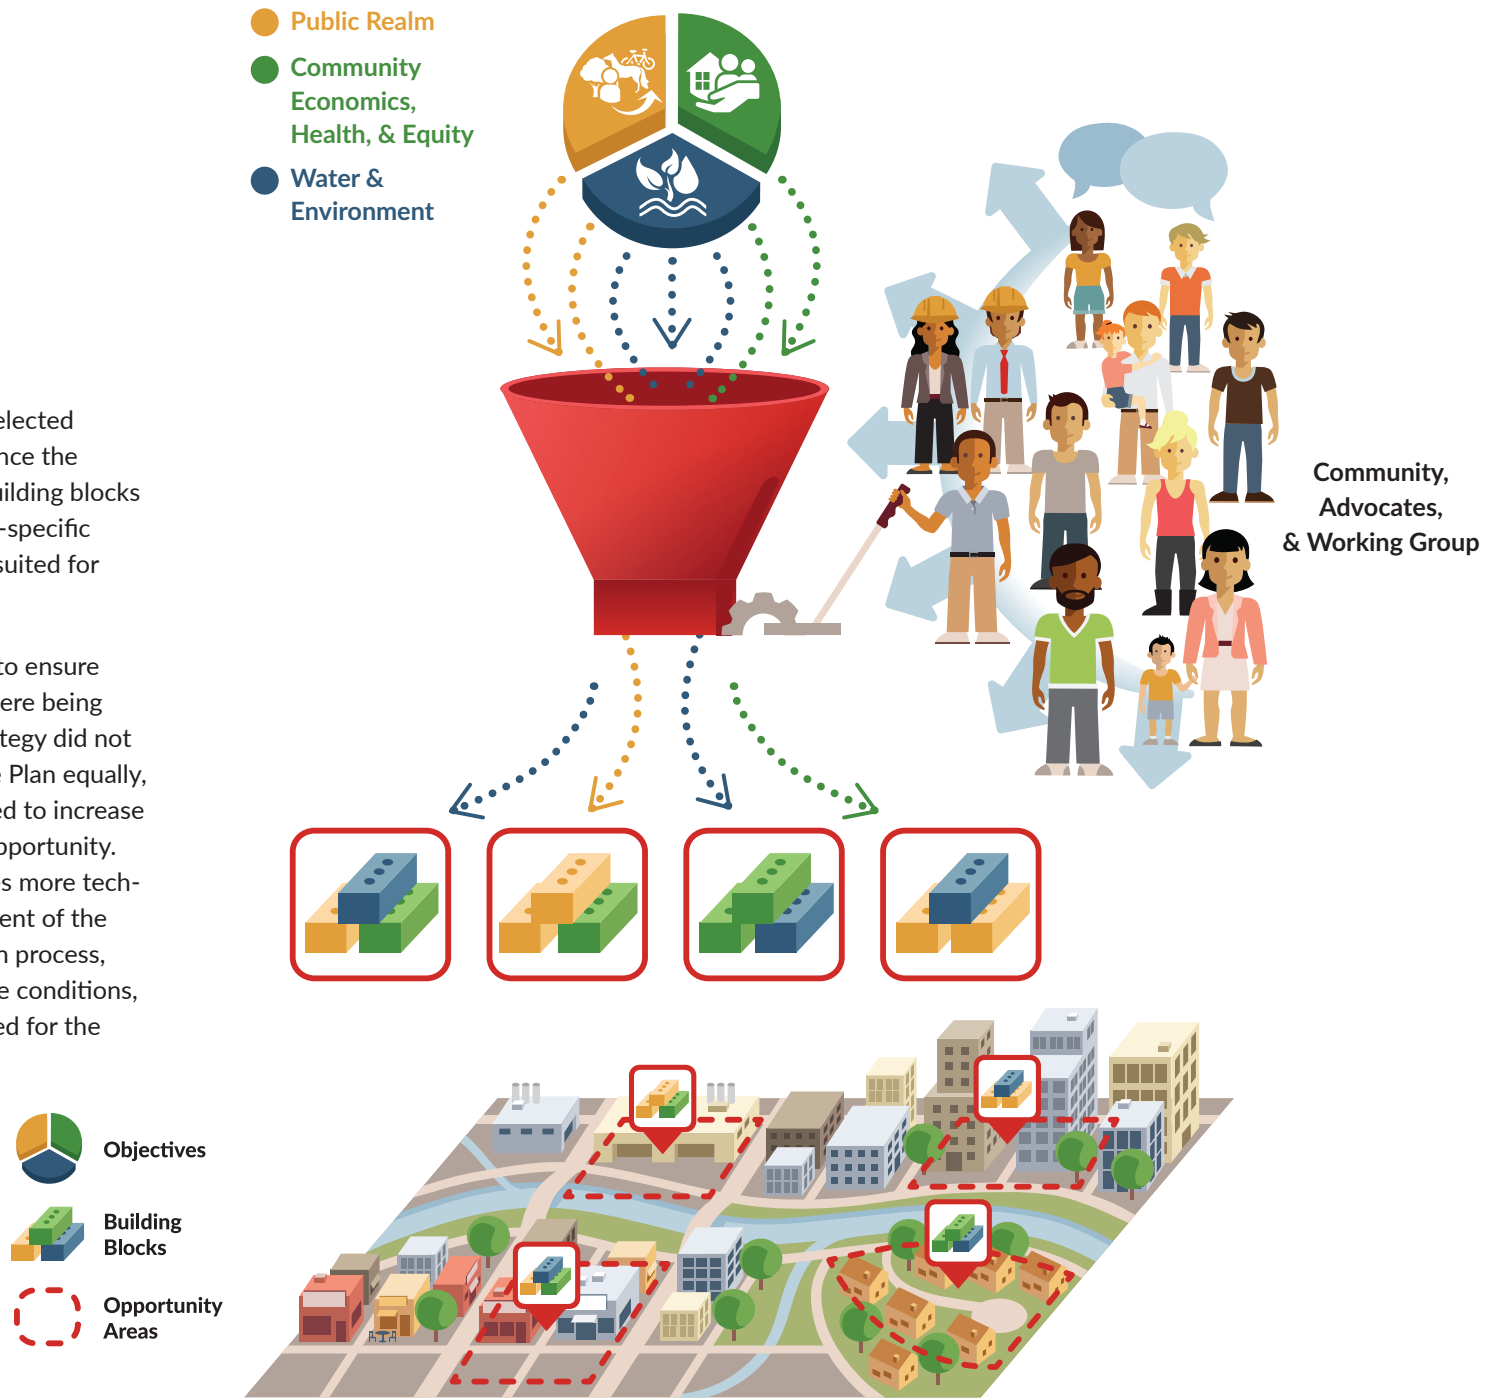 Public Realm
Community
Economics,
Health, & Equity
Water &
Environment
elected
nce the
uilding blocks
-specific
suited for
to ensure
ere being
tegy did not
e Plan equally,
ed to increase
pportunity.
es more tech-
ent of the
n process,
e conditions,
ed for the
Community,
Advocates,
& Working Group
Objectives
Building
Blocks
Opportunity
Areas